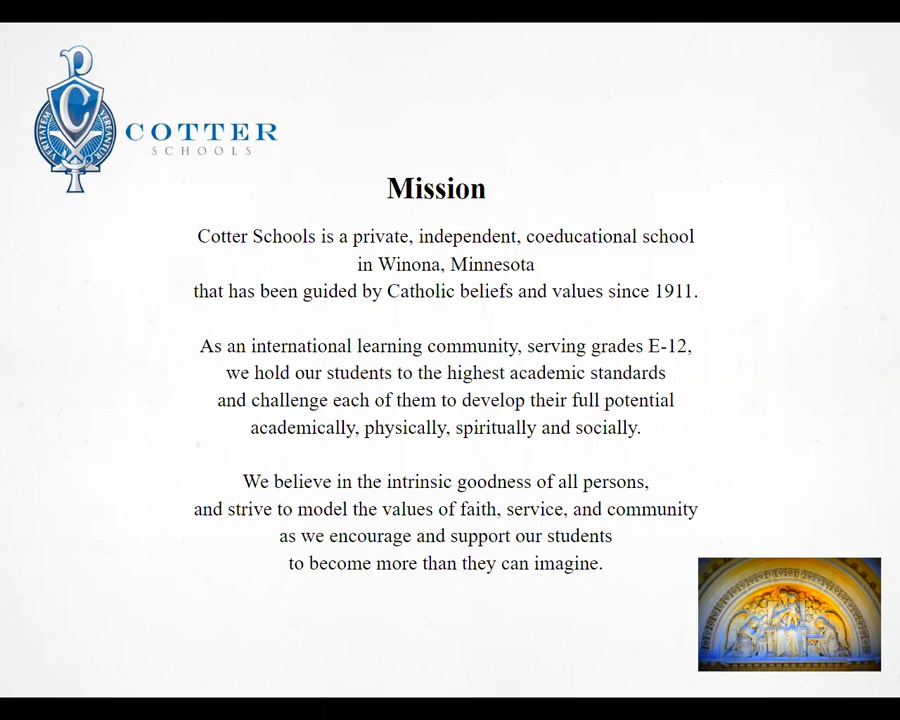 C
VERITATEM
VEREANTUR
COTTER
SCHOOLS
Mission
Cotter Schools is a private, independent, coeducational school
in Winona, Minnesota
that has been guided by Catholic beliefs and values since 1911.
As an international learning community, serving grades E-12,
we hold our students to the highest academic standards
and challenge each of them to develop their full potential
academically, physically, spiritually and socially.
We believe in the intrinsic goodness of all persons,
and strive to model the values of faith, service, and community
as we encourage and support our students
to become more than they can imagine.